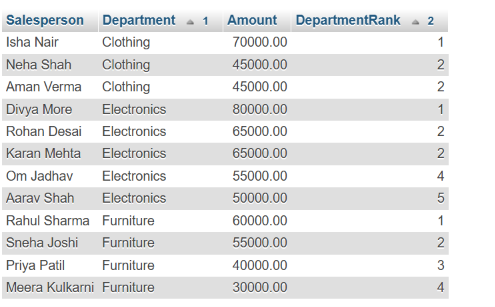 Salesperson Department 1 Amount DepartmentRank 2
Isha Nair Clothing 70000.00 1
Neha Shah Clothing 45000.00 2
Aman Verma Clothing 45000.00 2
Divya More Electronics 80000.00 1
Rohan Desai Electronics 65000.00 2
Karan Mehta Electronics 65000.00 2
Om Jadhav Electronics 55000.00 4
Aarav Shah Electronics 50000.00 5
Rahul Sharma Furniture 60000.00 1
Sneha Joshi Furniture 55000.00 2
Priya Patil Furniture 40000.00 3
Meera Kulkarni Furniture 30000.00 4